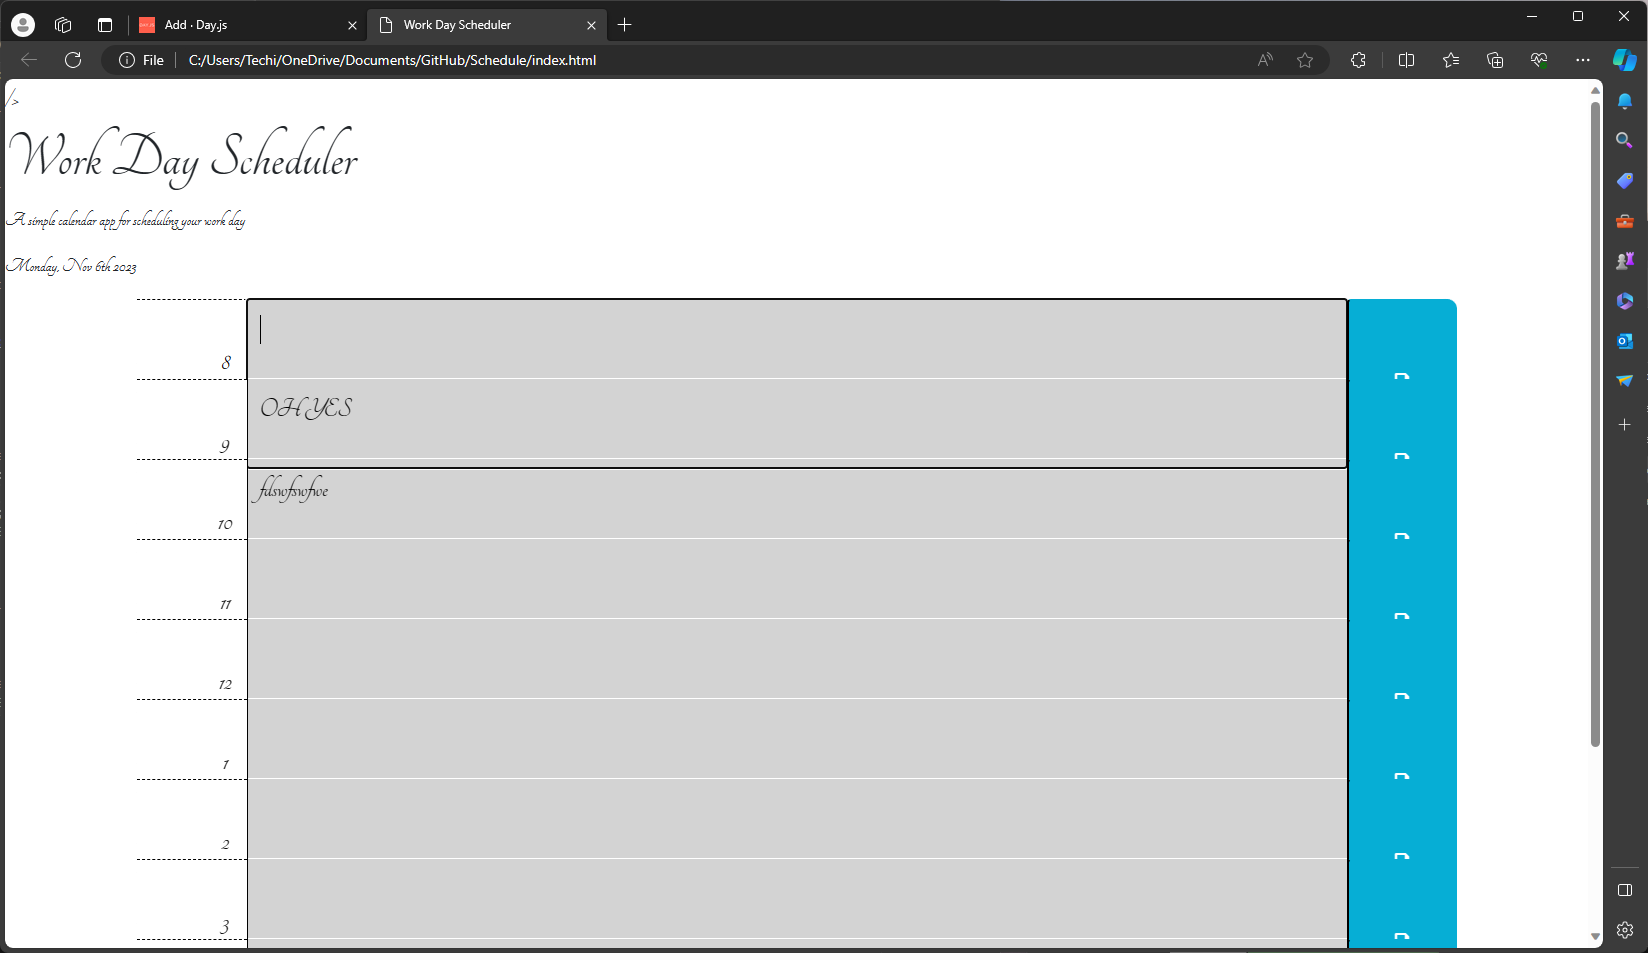 Add · Day.js
Work Day Scheduler
File
C:/Users/Techi/OneDrive/Documents/GitHub/Schedule/index.html
/>
Work Day Scheduler
A simple calendar app for scheduling your work day
Monday, Nov 6th 2023
8
OH YES
9
fdswfswfwe
10
11
12
1
2
3